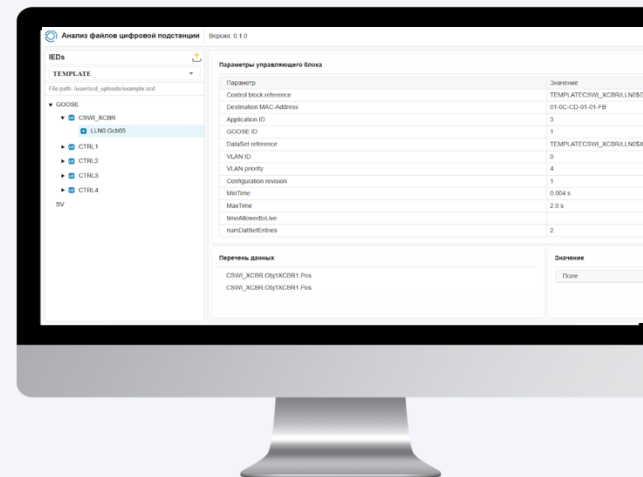 Анализ файлов цифровой подстанции Версия: 0.1.0
IEDs
TEMPLATE
File path: /user/scd_uploads/example.scd
GOOSE
CSWI_XCBR
LLN0.Gcb05
CTRL1
CTRL2
CTRL3
CTRL4
SV
Параметры управляющего блока
Параметр Значение
Control block reference TEMPLATECSWI_XCBR/LLN0$G
Destination MAC-Address 01-0C-CD-01-01-FB
Application ID 3
GOOSE ID 1
DataSet reference TEMPLATECSWI_XCBR/LLN0$X
VLAN ID 0
VLAN priority 4
Configuration revision 1
MinTime 0.004 s
MaxTime 2.0 s
timeAllowedtoLive
numDatSetEntries 2
Перечень данных
CSWI_XCBR.Obj1XCBR1.Pos
CSWI_XCBR.Obj1XCBR1.Pos
Значение
Поле